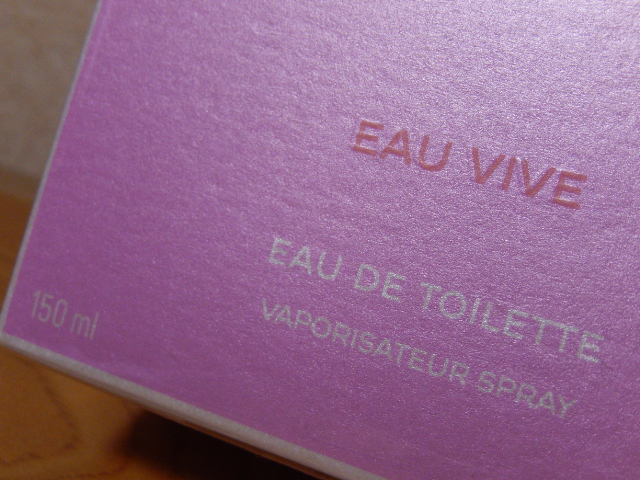 EAU VIVE
EAU DE TOILETTE
VAPORISATEUR SPRAY
150 ml